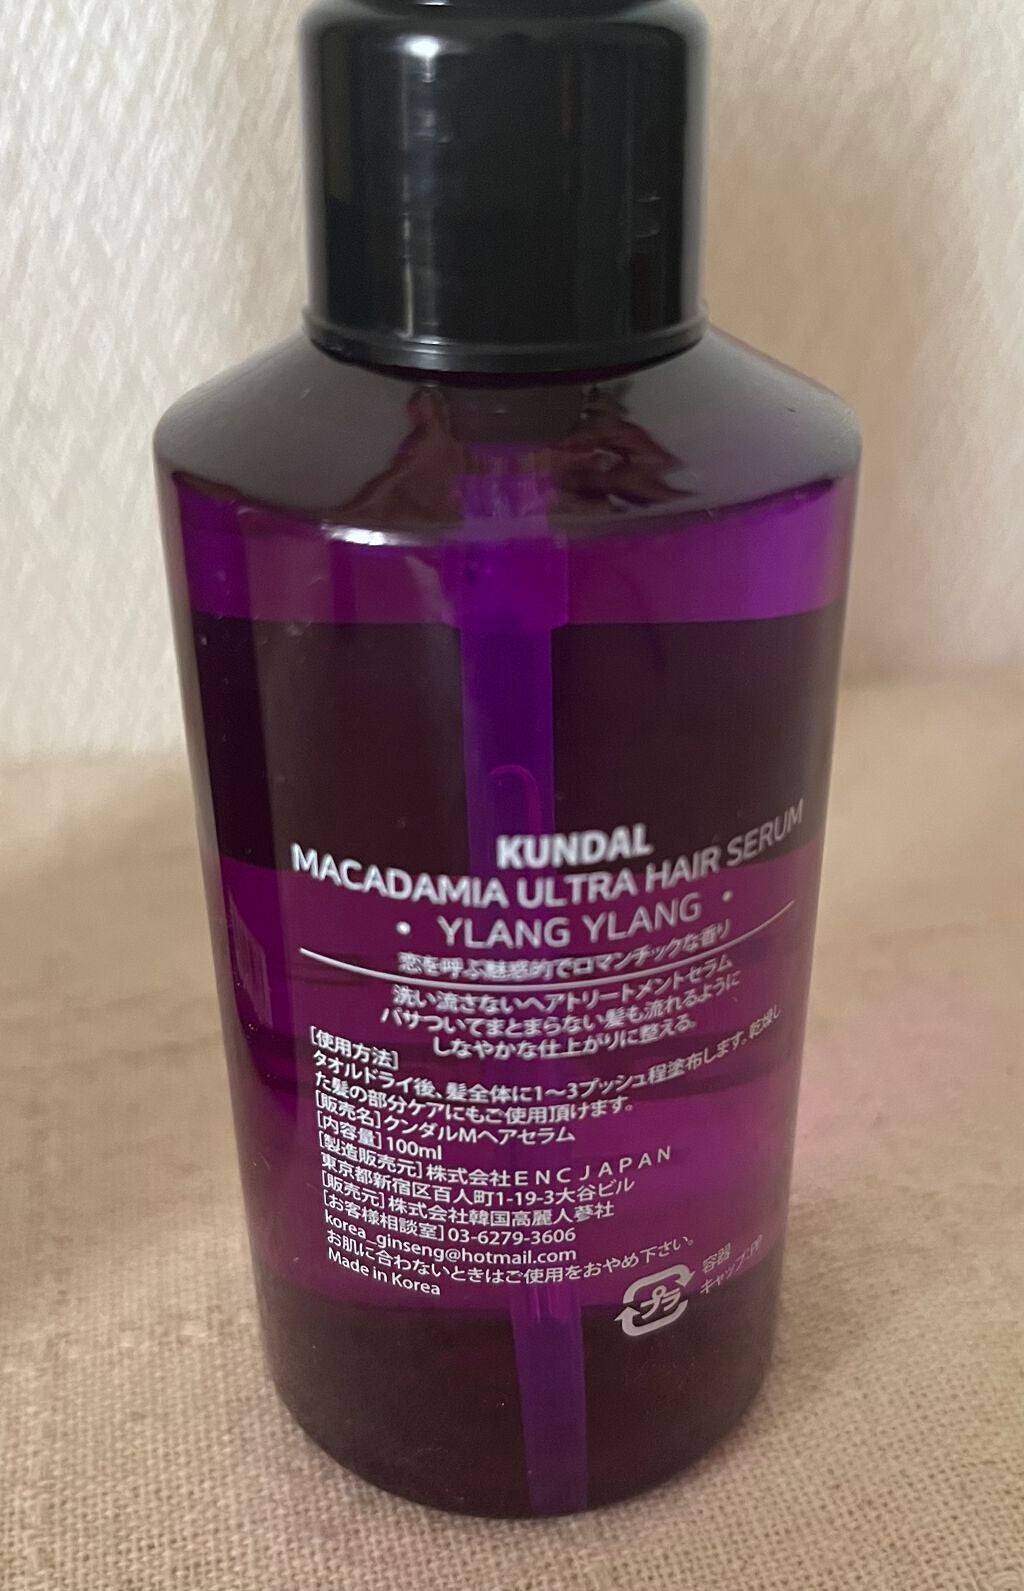 KUNDAL
MACADAMIA ULTRA HAIR SERUM
• YLANG YLANG •
恋を呼ぶ魅惑的でロマンチックな香り
洗い流さないヘアトリートメントセラム
パサついてまとまらない髪も流れるように
しなやかな仕上がりに整える。
[使用方法]
タオルドライ後、髪全体に1〜3プッシュ程塗布します。乾燥し
た髪の部分ケアにもご使用頂けます。
[販売名]ケンダルMヘアセラム
[内容量]100ml
[製造販売元]株式会社ENC JAPAN
東京都新宿区百人町1-19-3大谷ビル
[販売元]株式会社韓国高麗人蔘社
[お客様相談室]03-6279-3606
korea_ginseng@hotmail.com
お肌に合わないときはご使用をおやめ下さい。
Made in Korea
プラ
容器
キャップ:PP